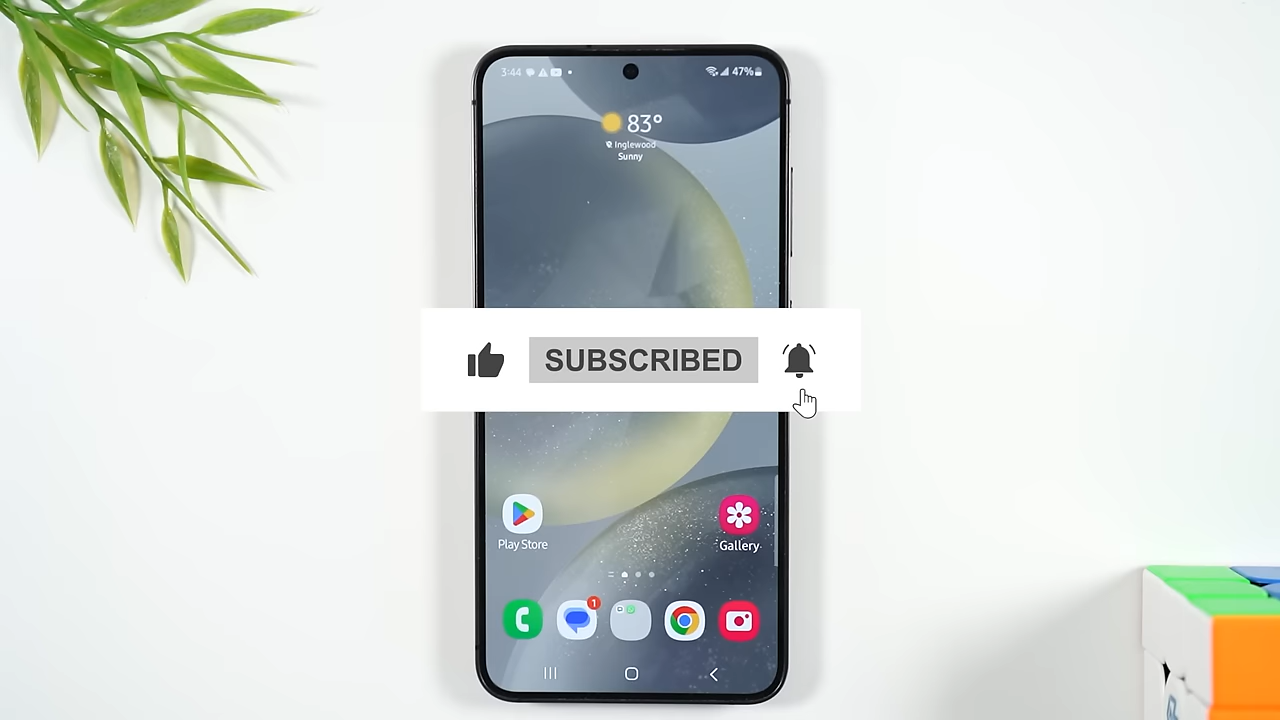 3:44
47%
83°
Inglewood
Sunny
SUBSCRIBED
Play Store
Gallery
1